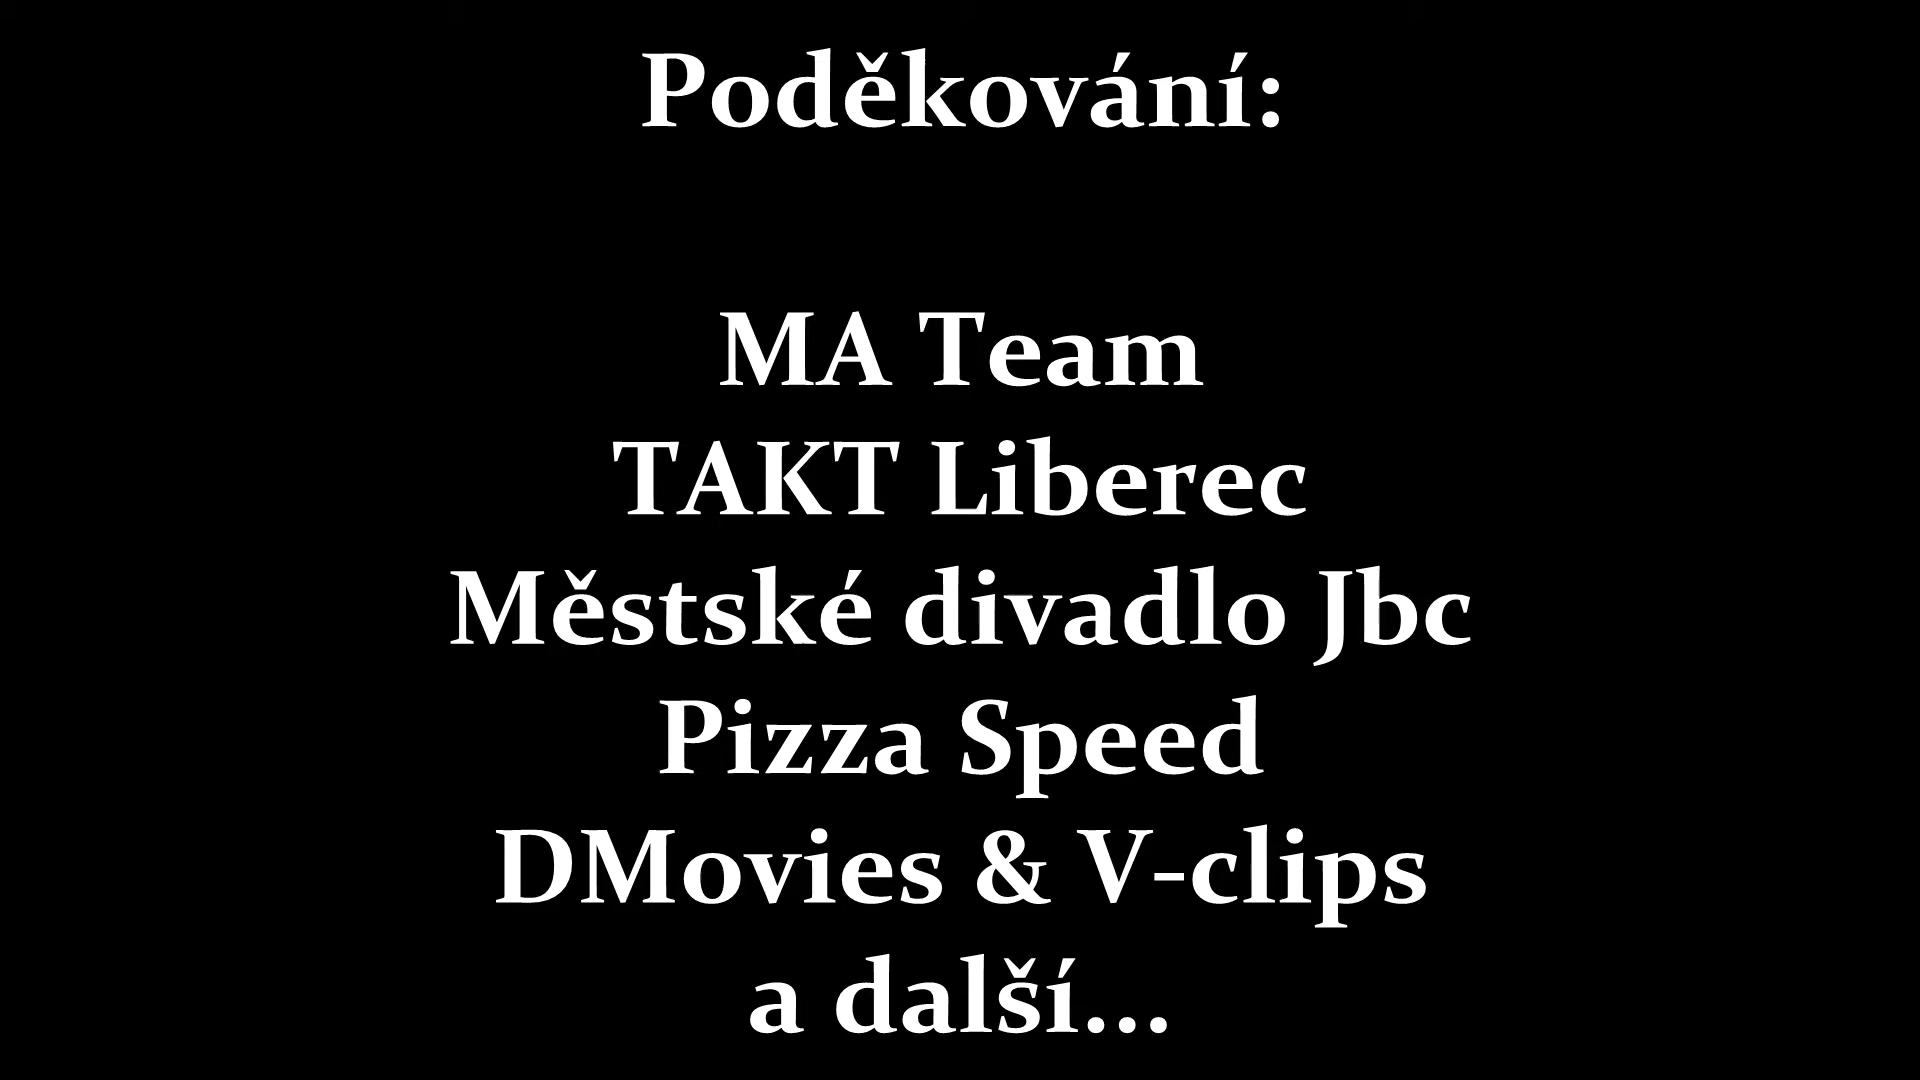 Poděkování:
MA Team
TAKT Liberec
Městské divadlo Jbc
Pizza Speed
DMovies & V-clips
a další...